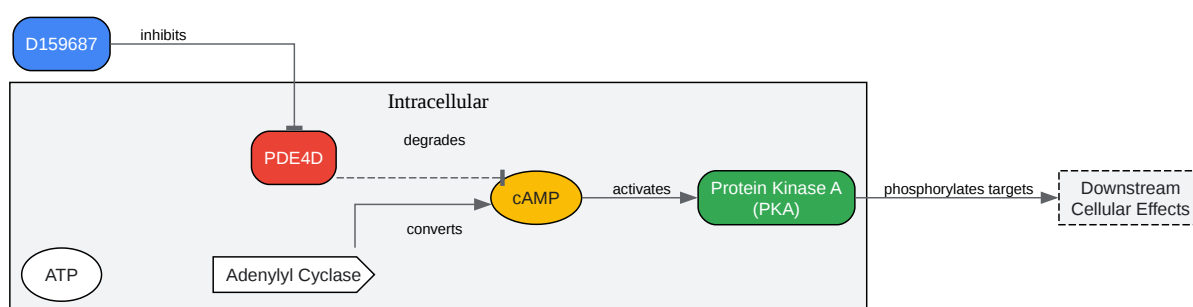 D159687
inhibits
Intracellular
degrades
PDE4D
cAMP
activates
Protein Kinase A
(PKA)
phosphorylates targets
Downstream
Cellular Effects
converts
ATP
Adenylyl Cyclase